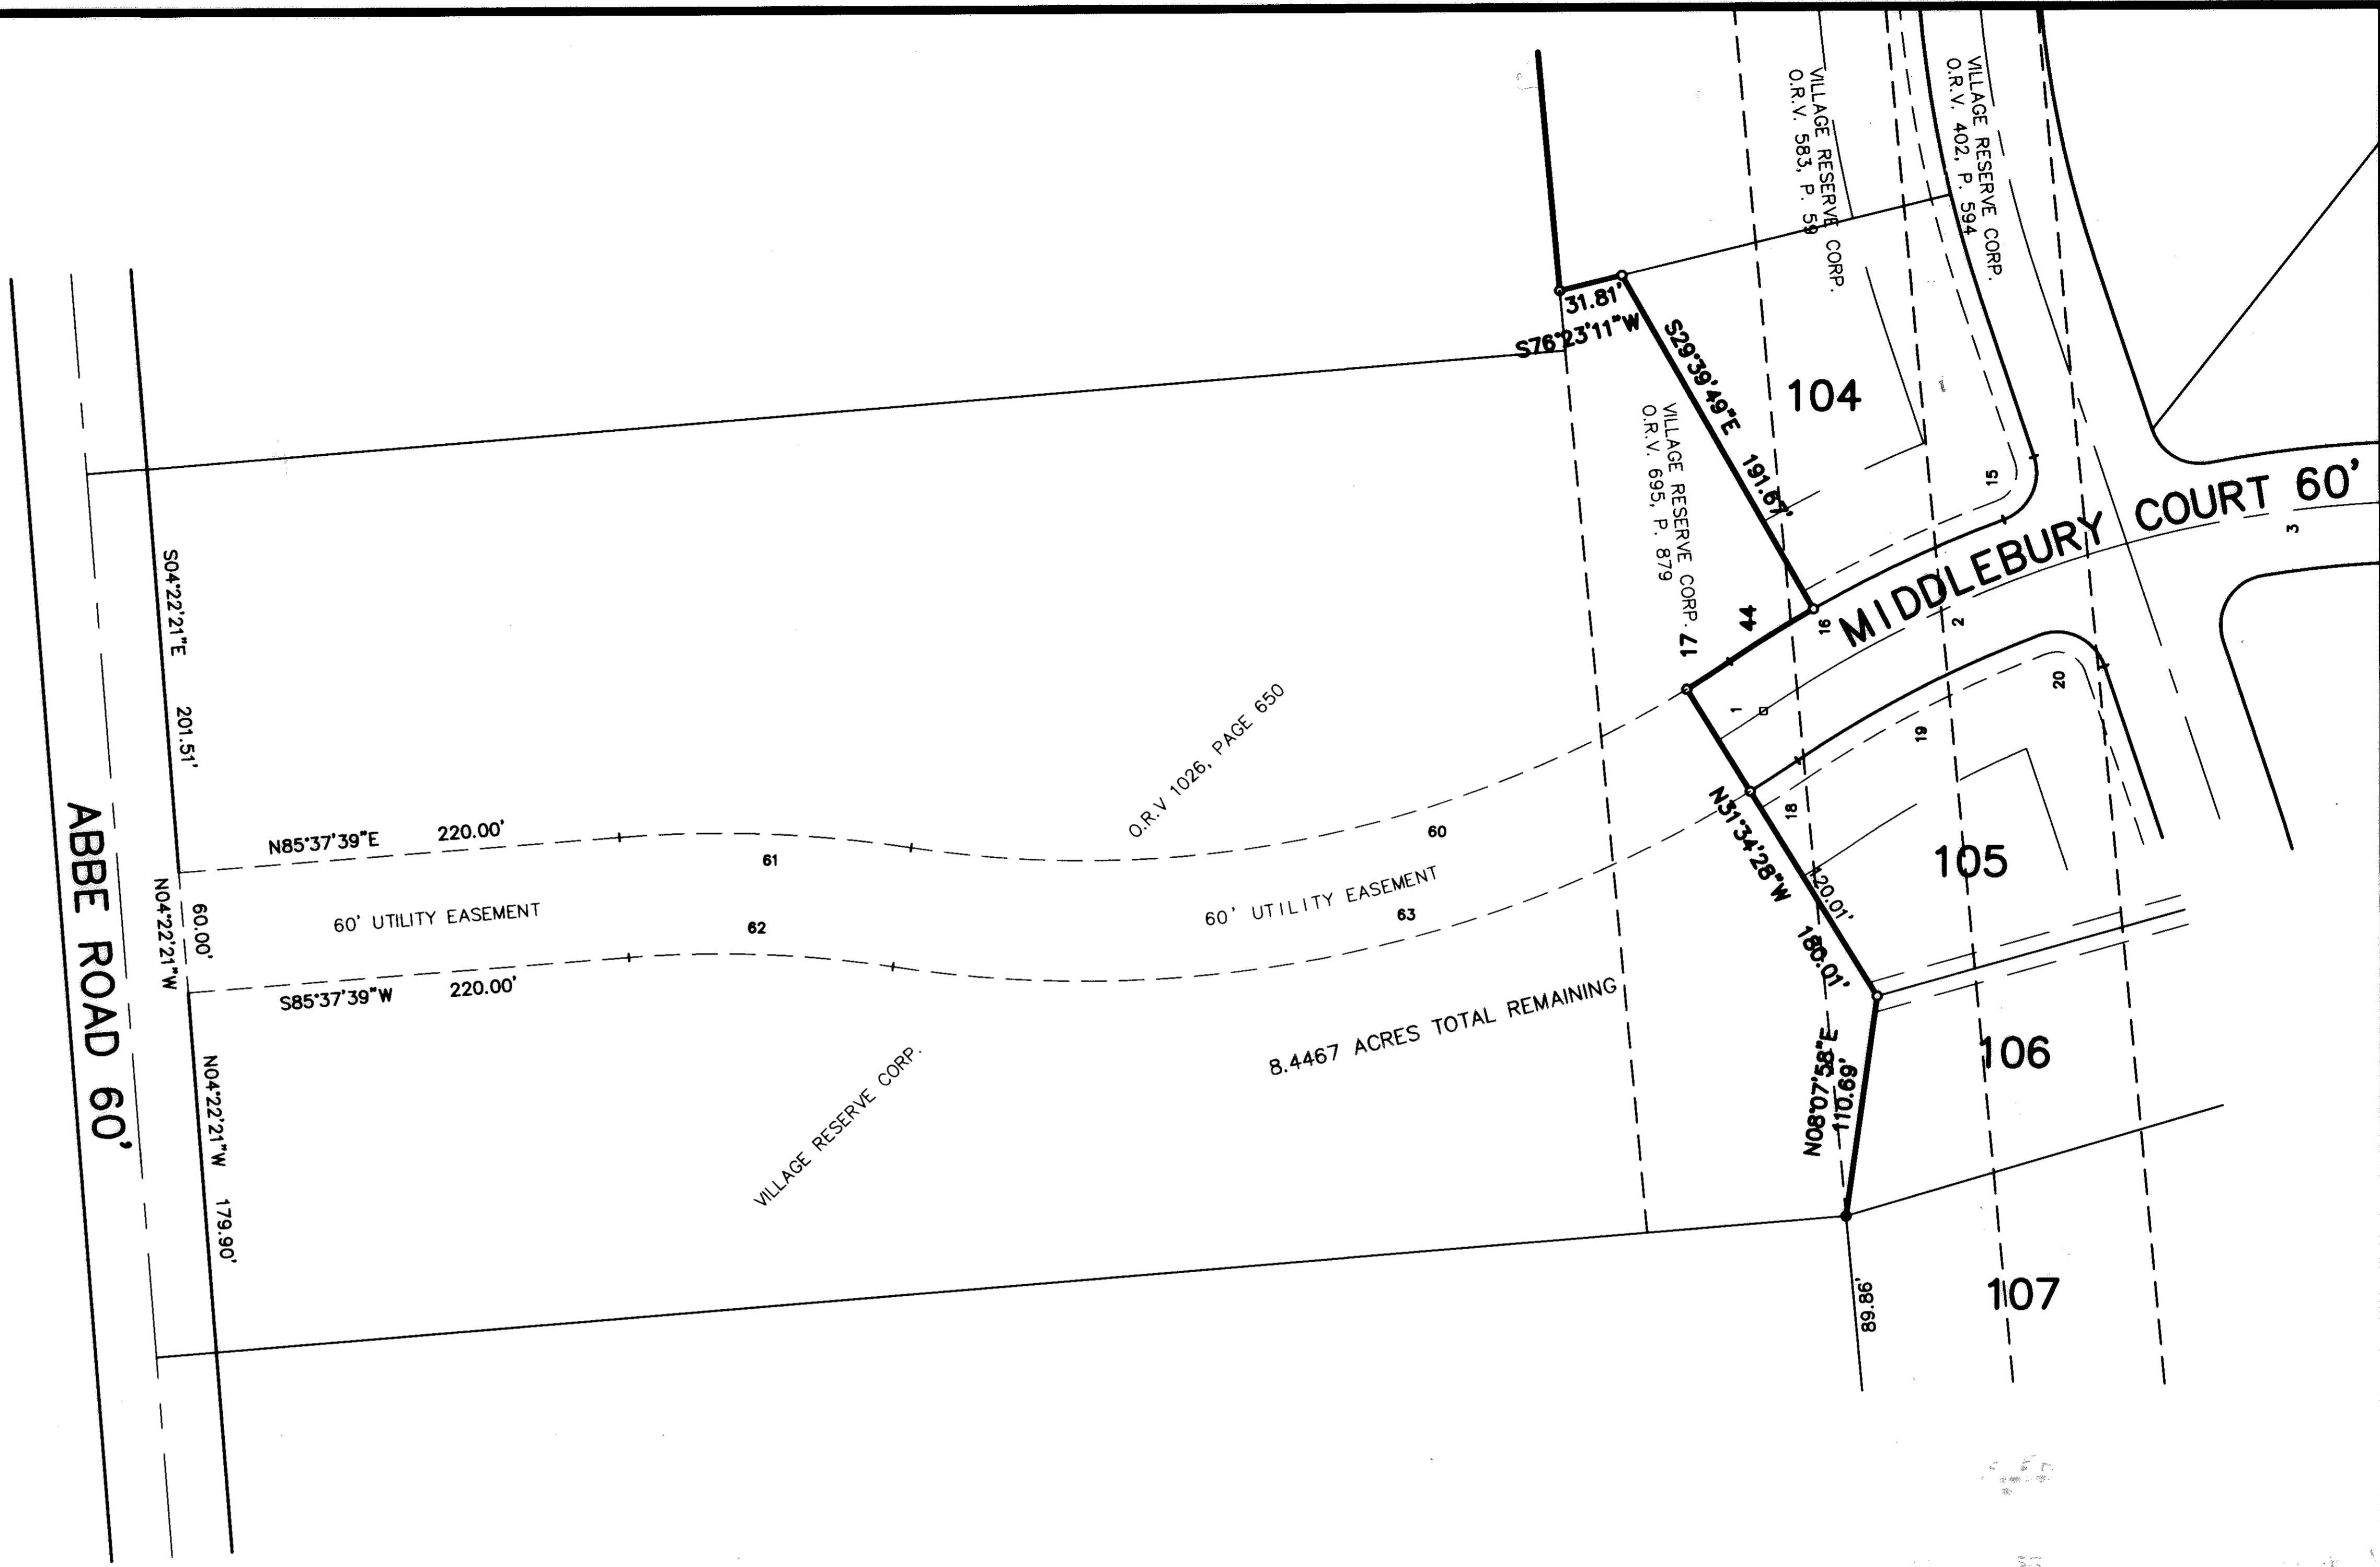 VILLAGE RESERVE CORP.
O.R.V. 583, P. 59
VILLAGE RESERVE CORP.
O.R.V. 402, P. 594
31.81'
S76°23'11"W
S29°39'49"E 191.67'
104
VILLAGE RESERVE CORP.
O.R.V. 695, P. 879
15
MIDDLEBURY COURT 60'
3
2
16
44
17
1
20
19
18
105
N31°34'28"W 180.01'
120.01'
106
N08°07'58"E
110.69'
107
89.86'
S04°22'21"E 201.51'
N85°37'39"E 220.00'
61
60
O.R.V 1026, PAGE 650
60' UTILITY EASEMENT
60' UTILITY EASEMENT
62
63
60.00'
N04°22'21"W
S85°37'39"W 220.00'
8.4467 ACRES TOTAL REMAINING
VILLAGE RESERVE CORP.
N04°22'21"W 179.90'
ABBE ROAD 60'